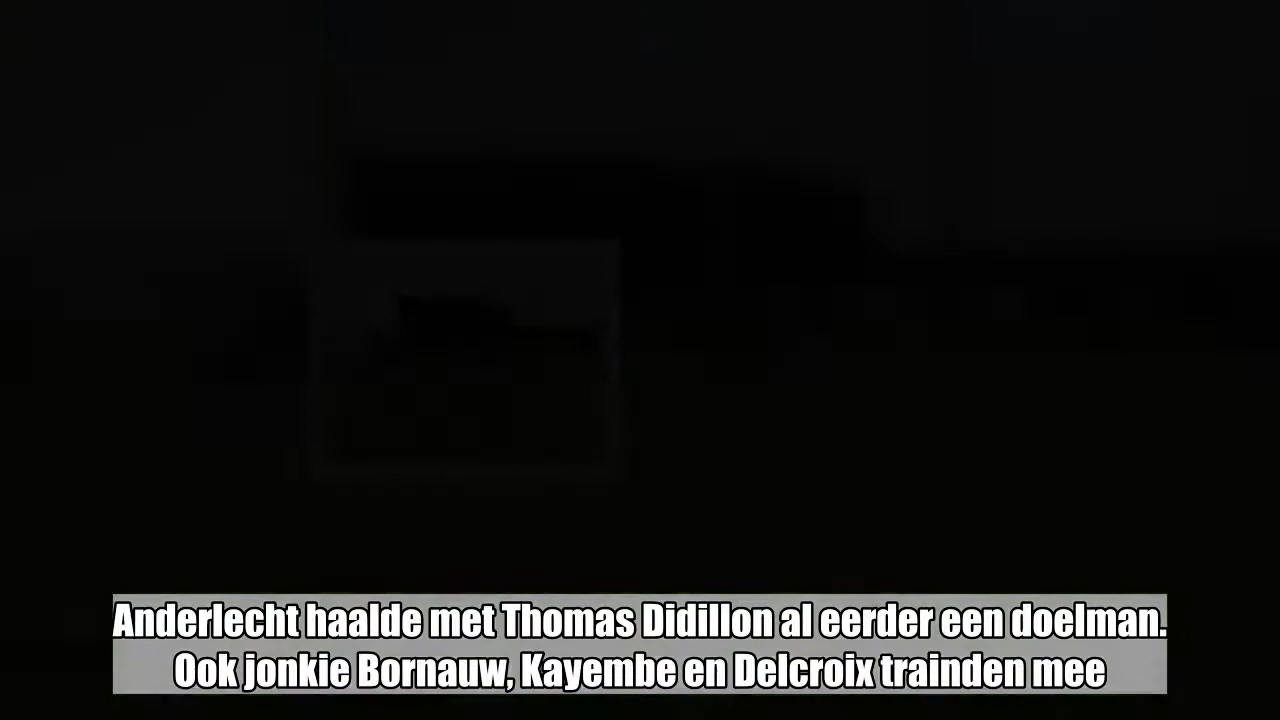 Anderlecht haalde met Thomas Didillon al eerder een doelman.
Ook jonkie Bornauw, Kayembe en Delcroix trainden mee